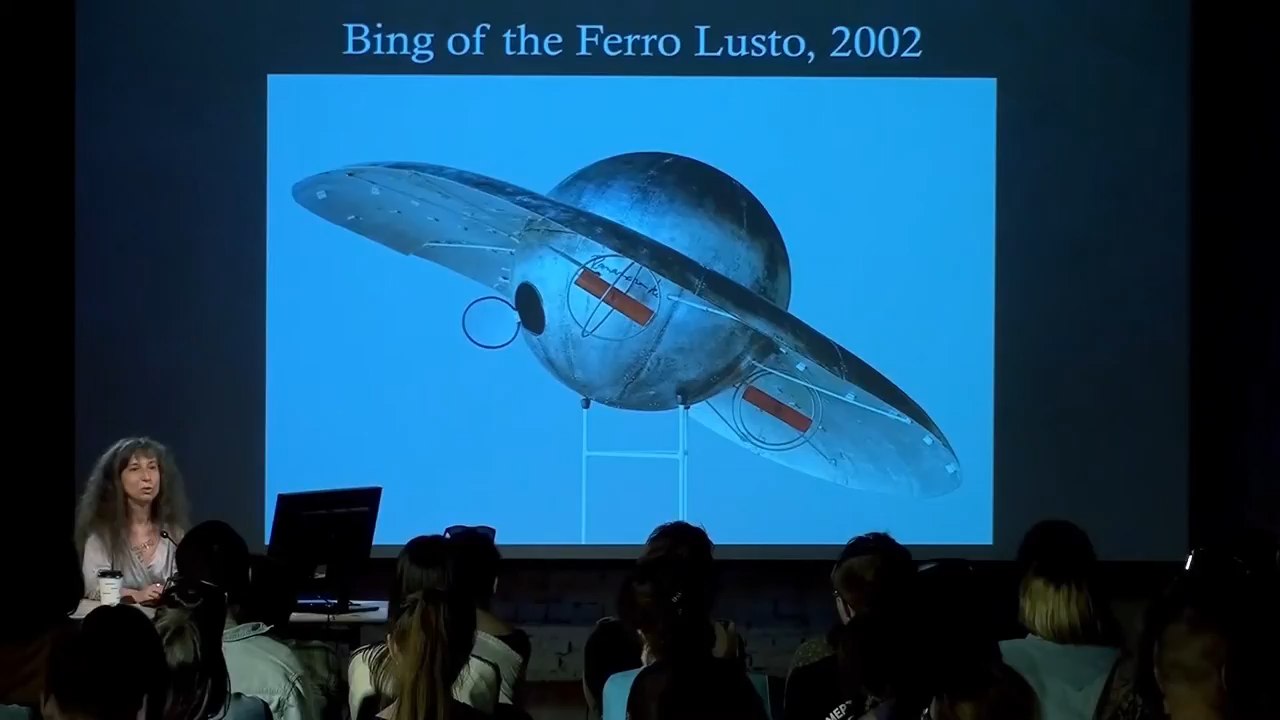 Bing of the Ferro Lusto, 2002